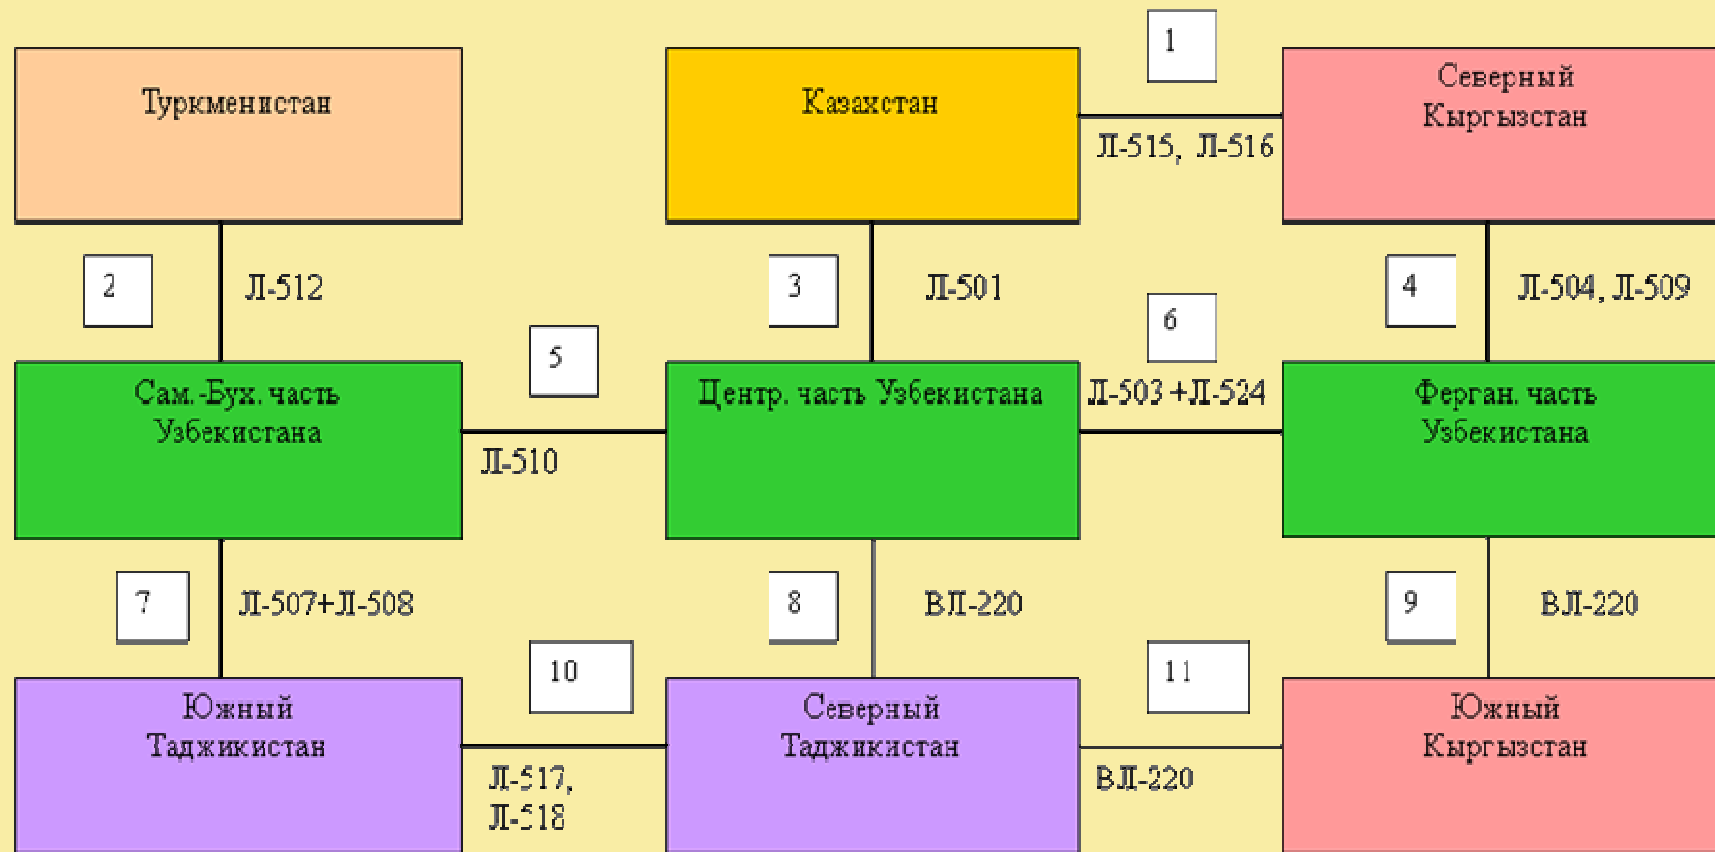 1
Туркменистан
Казахстан
Северный
Кыргызстан
Л-515, Л-516
2
Л-512
3
Л-501
4
Л-504, Л-509
5
6
Сам.-Бух. часть
Узбекистана
Центр. часть Узбекистана
Л-503+Л-524
Ферган. часть
Узбекистана
Л-510
7
Л-507+Л-508
8
ВЛ-220
9
ВЛ-220
10
11
Южный
Таджикистан
Северный
Таджикистан
Южный
Кыргызстан
Л-517,
Л-518
ВЛ-220